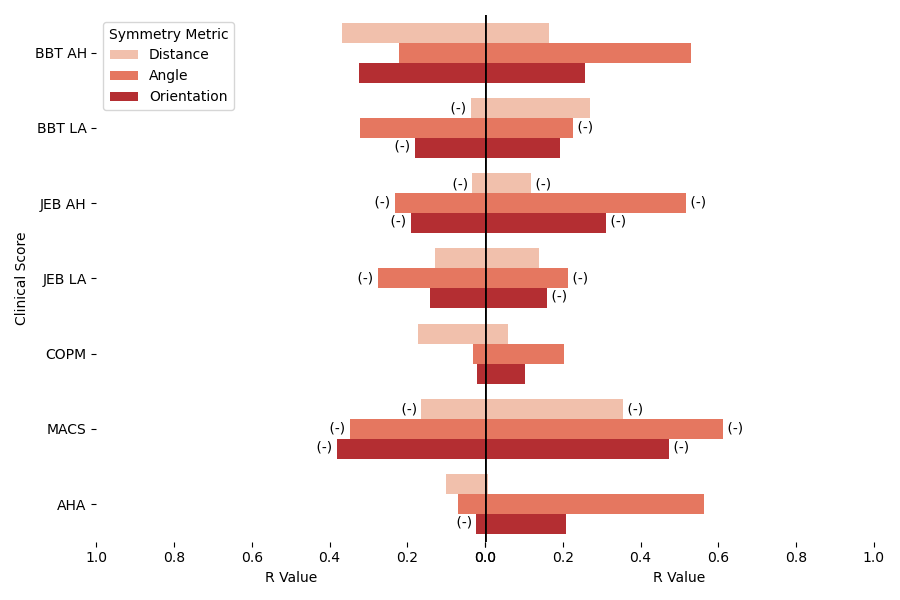 Symmetry Metric
Distance
Angle
Orientation
Clinical Score
BBT AH
BBT LA
(-)
(-)
(-)
JEB AH
(-) (-)
(-) (-)
(-) (-)
JEB LA
(-) (-)
(-)
COPM
MACS
(-) (-)
(-) (-)
(-) (-)
AHA
(-)
1.0 0.8 0.6 0.4 0.2 0.0 0.0 0.2 0.4 0.6 0.8 1.0
R Value R Value